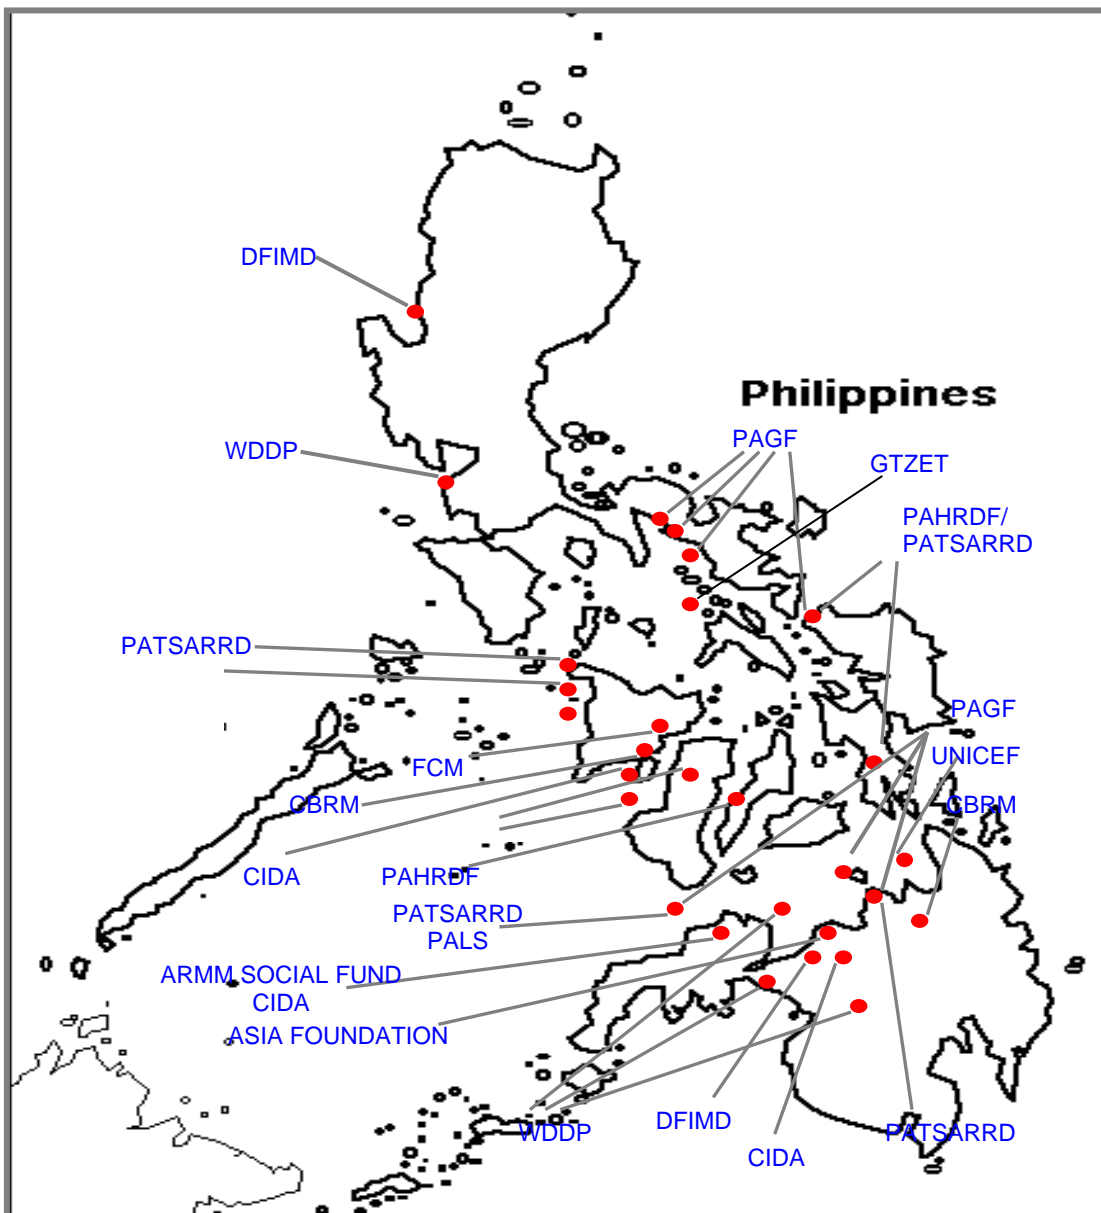 DFIMD
Philippines
PAGF
WDDP
GTZET
PAHRDF/
PATSARRD
PATSARRD
PAGF
UNICEF
FCM
CBRM
CBRM
CIDA
PAHRDF
PATSARRD
PALS
ARMM SOCIAL FUND
CIDA
ASIA FOUNDATION
WDDP
DFIMD
PATSARRD
CIDA